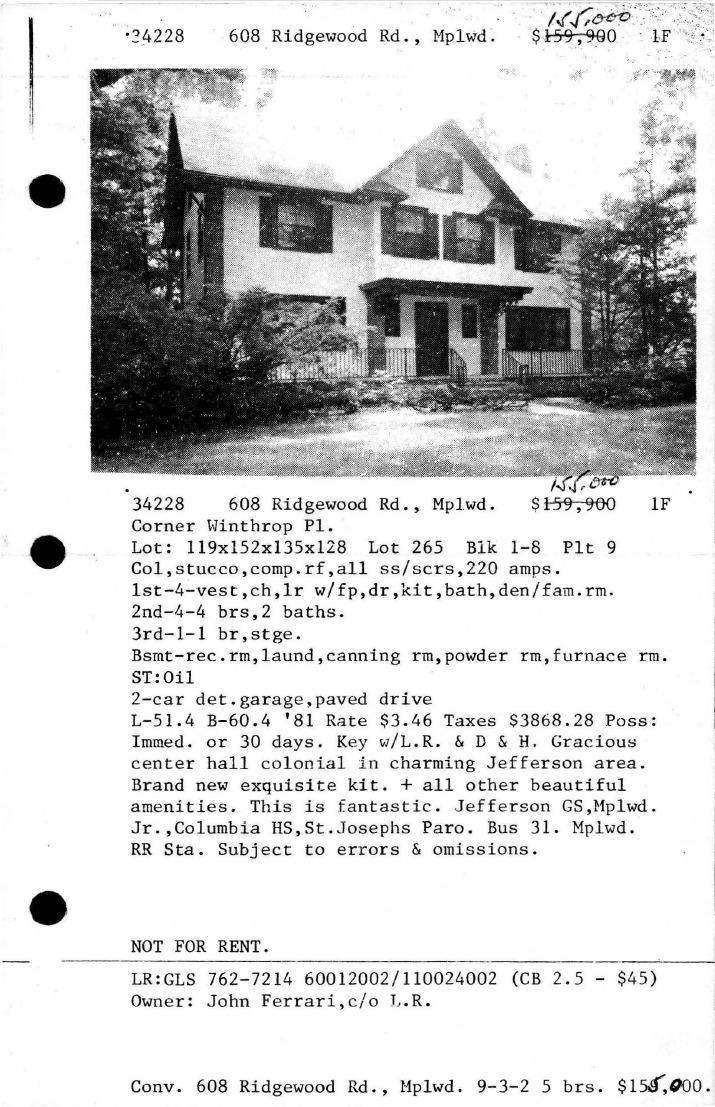 155,000
34228 608 Ridgewood Rd., Mplwd. $159,900 1F
155,000
34228 608 Ridgewood Rd., Mplwd. $159,900 1F
Corner Winthrop Pl.
Lot: 119x152x135x128 Lot 265 Blk 1-8 Plt 9
Col,stucco,comp.rf,all ss/scrs,220 amps.
1st-4-vest,ch,lr w/fp,dr,kit,bath,den/fam.rm.
2nd-4-4 brs,2 baths.
3rd-1-1 br,stge.
Bsmt-rec.rm,laund,canning rm,powder rm,furnace rm.
ST:Oil
2-car det.garage,paved drive
L-51.4 B-60.4 '81 Rate $3.46 Taxes $3868.28 Poss:
Immed. or 30 days. Key w/L.R. & D & H. Gracious
center hall colonial in charming Jefferson area.
Brand new exquisite kit. + all other beautiful
amenities. This is fantastic. Jefferson GS,Mplwd.
Jr.,Columbia HS,St.Josephs Paro. Bus 31. Mplwd.
RR Sta. Subject to errors & omissions.
NOT FOR RENT.
LR:GLS 762-7214 60012002/110024002 (CB 2.5 - $45)
Owner: John Ferrari,c/o L.R.
Conv. 608 Ridgewood Rd., Mplwd. 9-3-2 5 brs. $155,000.